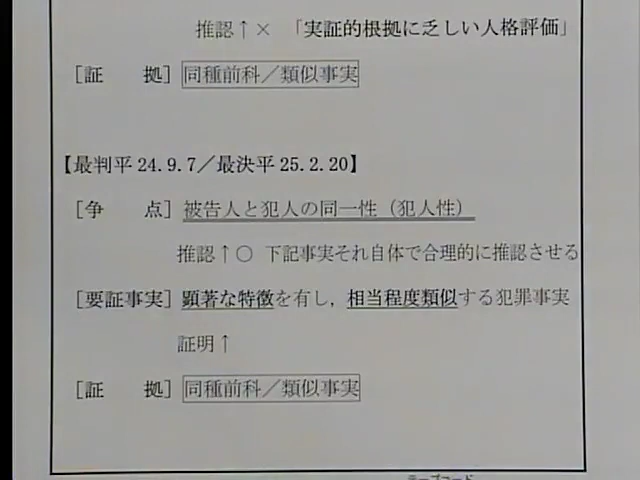 推認↑× 「実証的根拠に乏しい人格評価」
［証　　拠］同種前科／類似事実
【最判平 24.9.7／最決平 25.2.20】
［争　　点］被告人と犯人の同一性（犯人性）
推認↑○ 下記事実それ自体で合理的に推認させる
［要証事実］顕著な特徴を有し，相当程度類似する犯罪事実
証明↑
［証　　拠］同種前科／類似事実